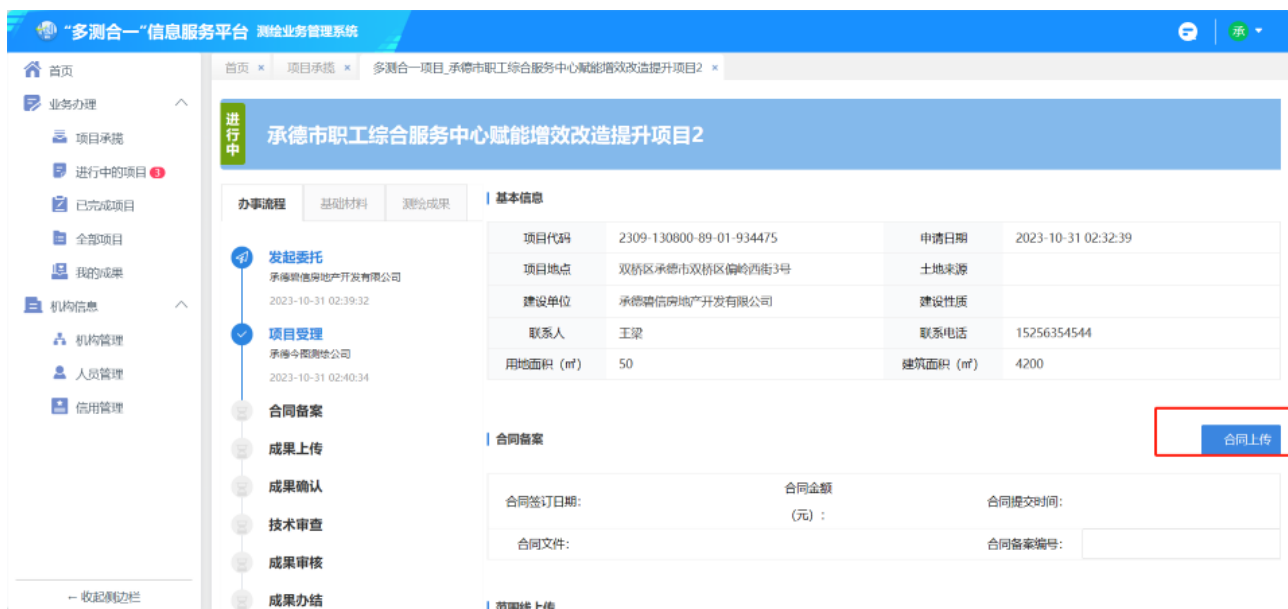 “多测合一“信息服务平台 测绘业务管理系统
承
首页
业务办理
项目承揽
进行中的项目 3
已完成项目
全部项目
我的成果
机构信息
机构管理
人员管理
信用管理
← 收起侧边栏
首页 × 项目承揽 × 多测合一项目_承德市职工综合服务中心赋能增效改造提升项目2 ×
进行中
承德市职工综合服务中心赋能增效改造提升项目2
办事流程 基础材料 测绘成果
发起委托
承德碧信房地产开发有限公司
2023-10-31 02:39:32
项目受理
承德今图测绘公司
2023-10-31 02:40:34
合同备案
成果上传
成果确认
技术审查
成果审核
成果办结
基本信息
项目代码 2309-130800-89-01-934475 申请日期 2023-10-31 02:32:39
项目地点 双桥区承德市双桥区偏岭西街3号 土地来源
建设单位 承德碧信房地产开发有限公司 建设性质
联系人 王梁 联系电话 15256354544
用地面积（㎡） 50 建筑面积（㎡） 4200
合同备案 合同上传
合同签订日期: 合同金额（元）: 合同提交时间:
合同文件: 合同备案编号:
范围线上传